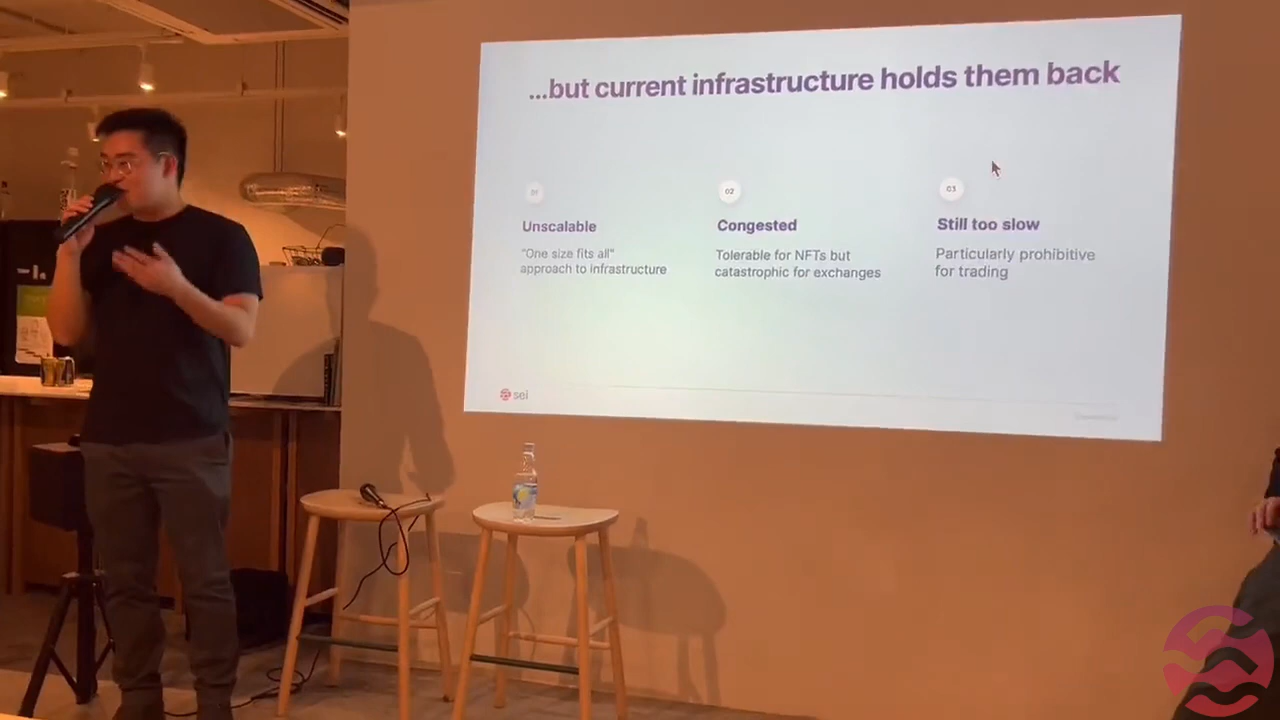 ...but current infrastructure holds them back
01
Unscalable
"One size fits all"
approach to infrastructure
02
Congested
Tolerable for NFTs but
catastrophic for exchanges
03
Still too slow
Particularly prohibitive
for trading
sei